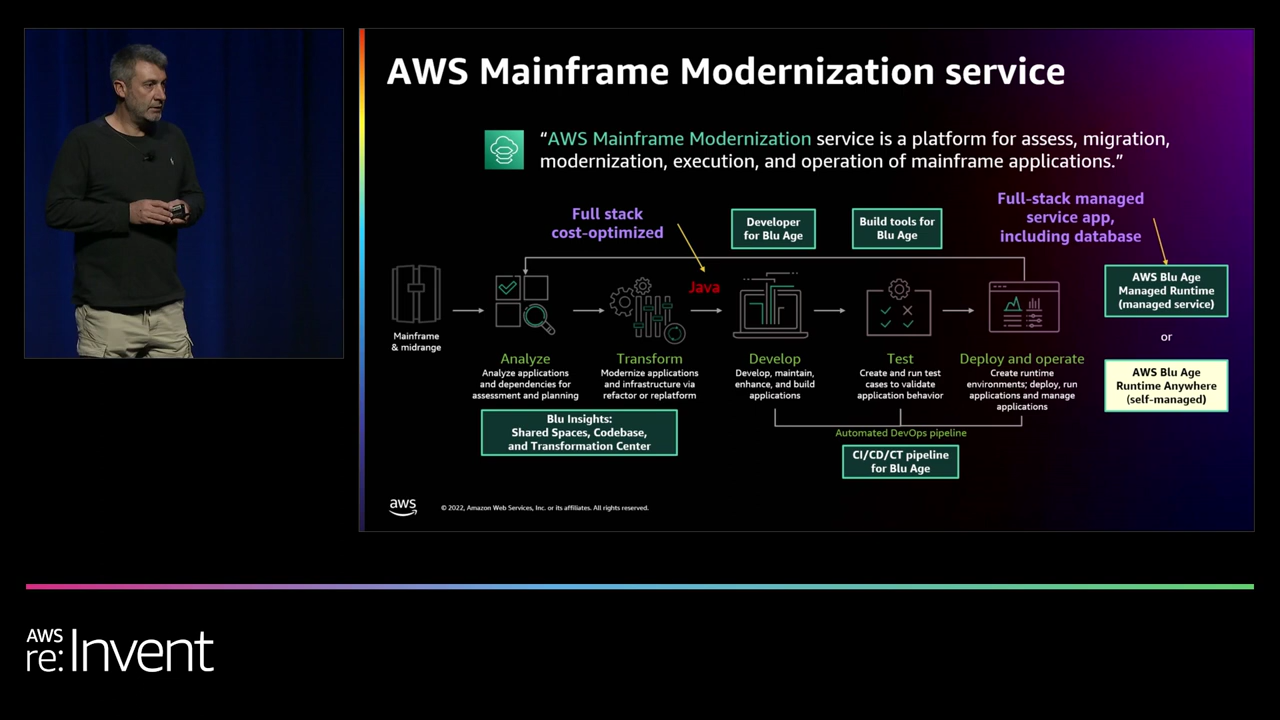 AWS Mainframe Modernization service
“AWS Mainframe Modernization service is a platform for assess, migration,
modernization, execution, and operation of mainframe applications.”
Full stack
cost-optimized
Developer
for Blu Age
Build tools for
Blu Age
Full-stack managed
service app,
including database
Java
AWS Blu Age
Managed Runtime
(managed service)
or
AWS Blu Age
Runtime Anywhere
(self-managed)
Mainframe
& midrange
Analyze
Analyze applications
and dependencies for
assessment and planning
Transform
Modernize applications
and infrastructure via
refactor or replatform
Develop
Develop, maintain,
enhance, and build
applications
Test
Create and run test
cases to validate
application behavior
Deploy and operate
Create runtime
environments; deploy, run
applications and manage
applications
Blu Insights:
Shared Spaces, Codebase,
and Transformation Center
Automated DevOps pipeline
CI/CD/CT pipeline
for Blu Age
aws
© 2022, Amazon Web Services, Inc. or its affiliates. All rights reserved.
AWS
re:Invent